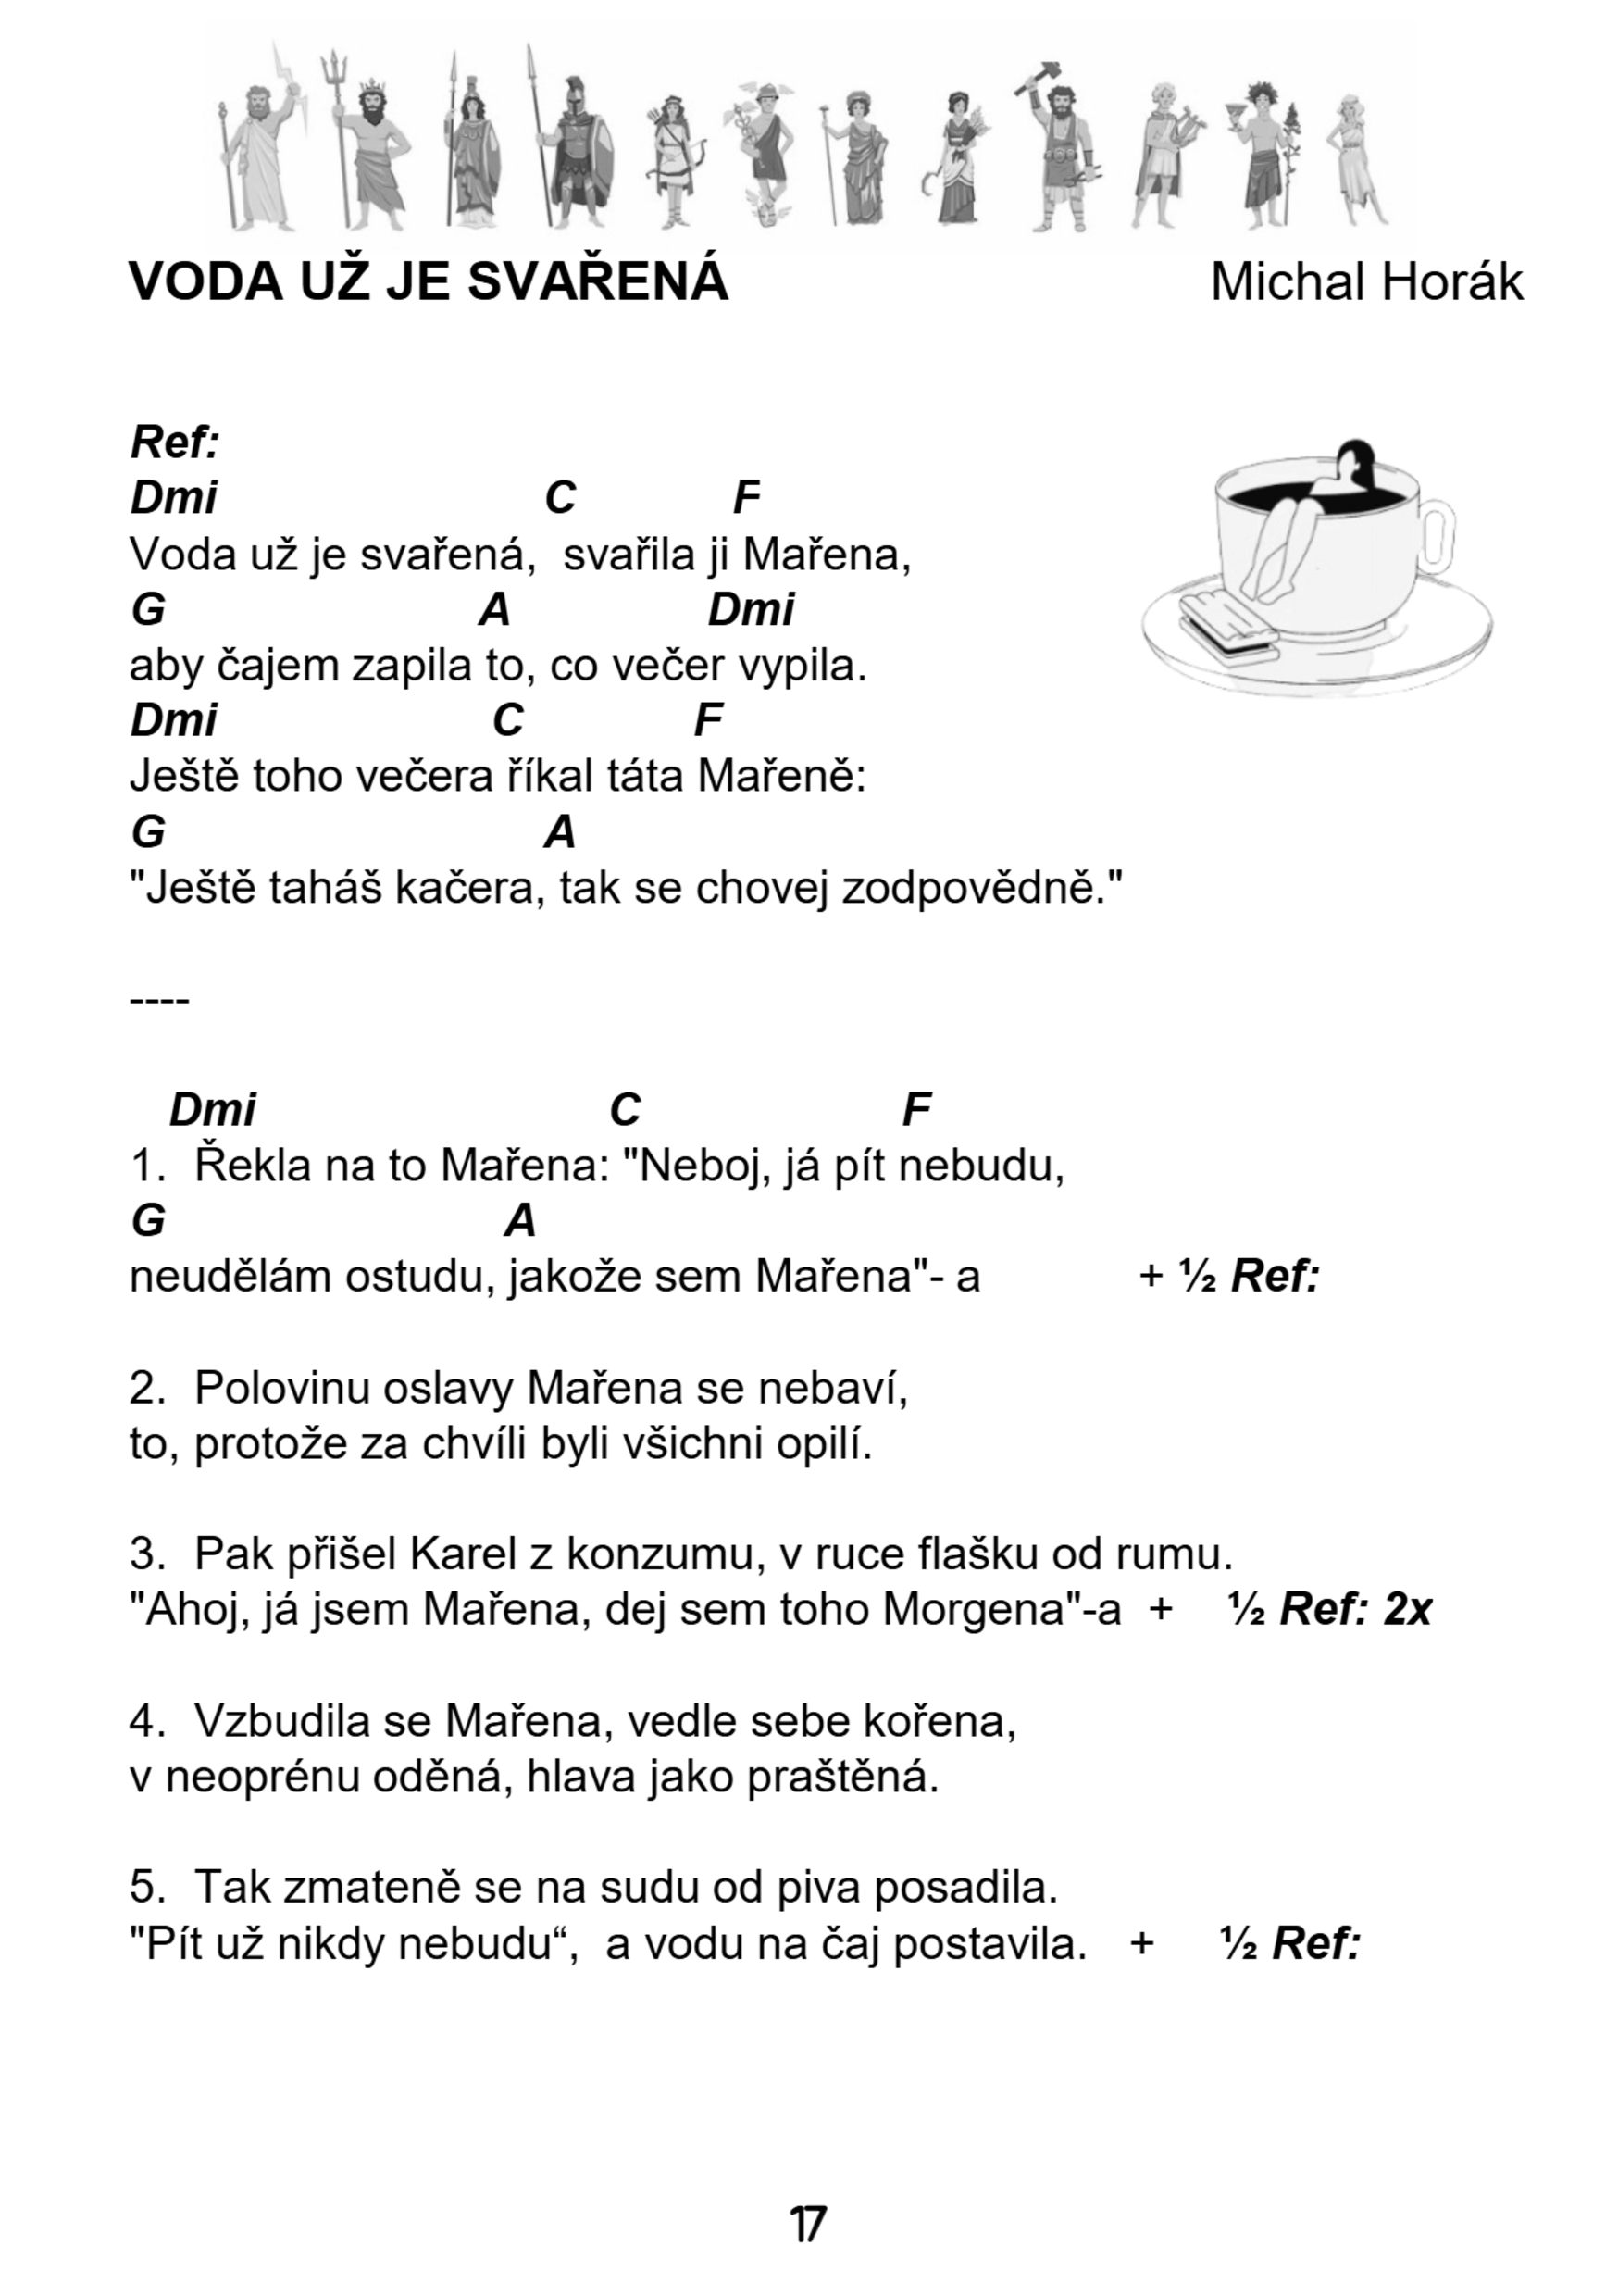 VODA UŽ JE SVAŘENÁ Michal Horák
Ref:
Dmi C F
Voda už je svařená, svařila ji Mařena,
G A Dmi
aby čajem zapila to, co večer vypila.
Dmi C F
Ještě toho večera říkal táta Mařeně:
G A
"Ještě taháš kačera, tak se chovej zodpovědně."
----
Dmi C F
1. Řekla na to Mařena: "Neboj, já pít nebudu,
G A
neudělám ostudu, jakože sem Mařena"- a + ½ Ref:
2. Polovinu oslavy Mařena se nebaví,
to, protože za chvíli byli všichni opilí.
3. Pak přišel Karel z konzumu, v ruce flašku od rumu.
"Ahoj, já jsem Mařena, dej sem toho Morgena"-a + ½ Ref: 2x
4. Vzbudila se Mařena, vedle sebe kořena,
v neoprénu oděná, hlava jako praštěná.
5. Tak zmateně se na sudu od piva posadila.
"Pít už nikdy nebudu“, a vodu na čaj postavila. + ½ Ref:
17